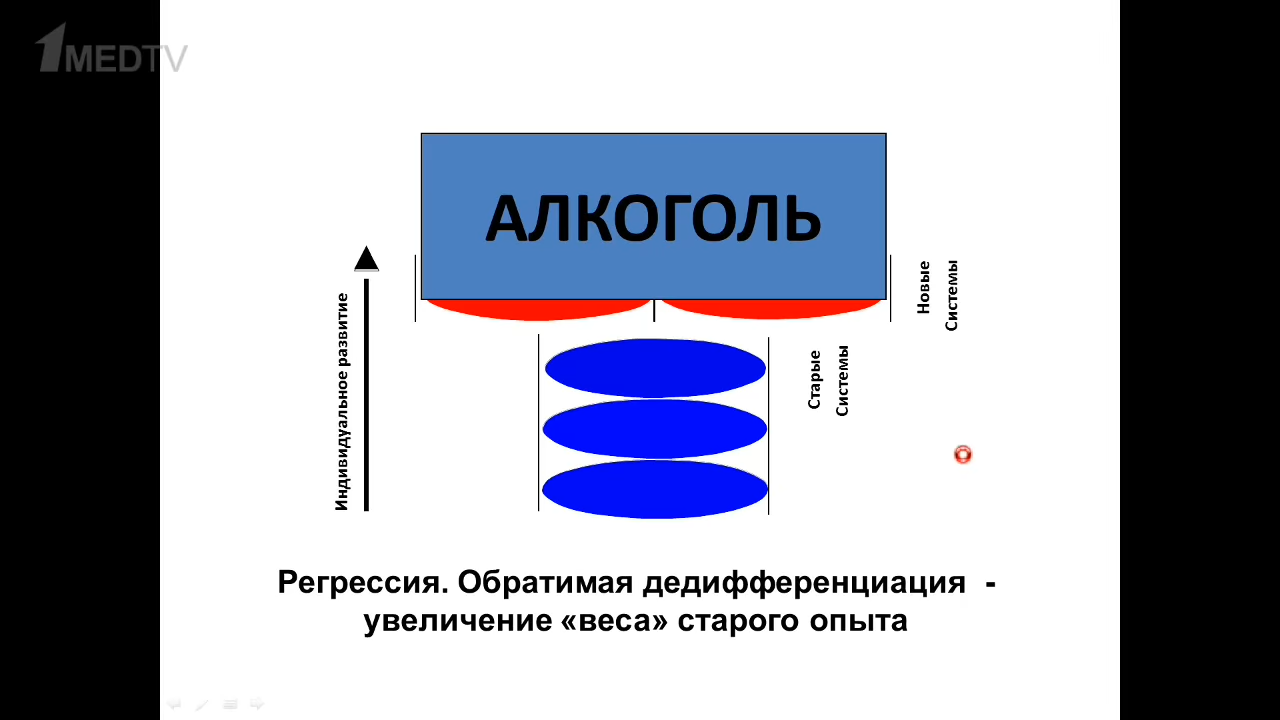 1MEDTV
АЛКОГОЛЬ
Индивидуальное развитие
Новые
Системы
Старые
Системы
Регрессия. Обратимая дедифференциация -
увеличение «веса» старого опыта